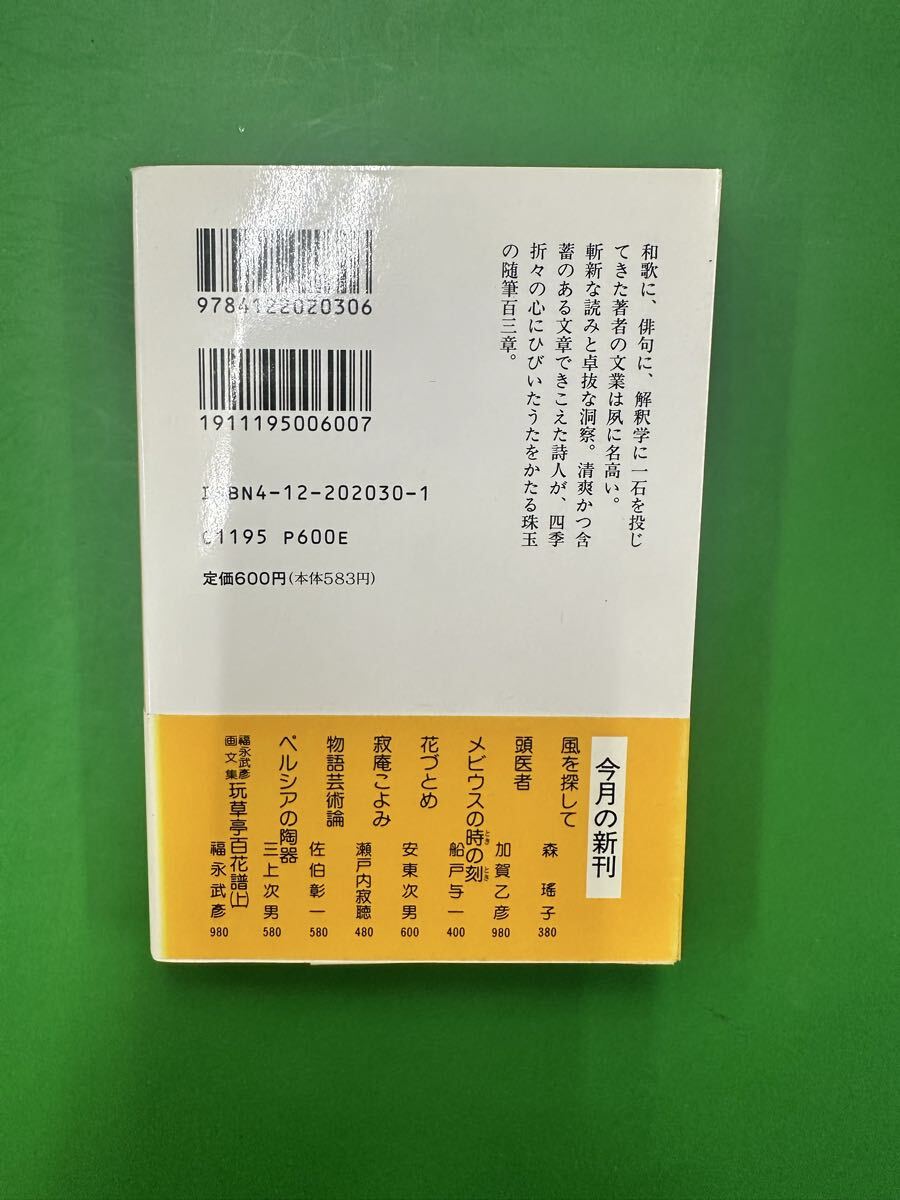 9784122020306
1911195006007
ISBN4-12-202030-1
C1195 P600E
定価600円(本体583円)
和歌に、俳句に、解釈学に一石を投じ
てきた著者の文業は夙に名高い。
斬新な読みと卓抜な洞察。清爽かつ含
蓄のある文章できこえた詩人が、四季
折々の心にひびいたうたをかたる珠玉
の随筆百三章。
今月の新刊
風を探して 森瑤子 380
頭医者 加賀乙彦 980
メビウスの時の刻 船戸与一 400
とき とき
花づとめ 安東次男 600
寂庵こよみ 瀬戸内寂聴 480
物語芸術論 佐伯彰一 580
ペルシアの陶器 三上次男 580
福永武彦画文集 玩草亭百花譜(上) 福永武彦 980